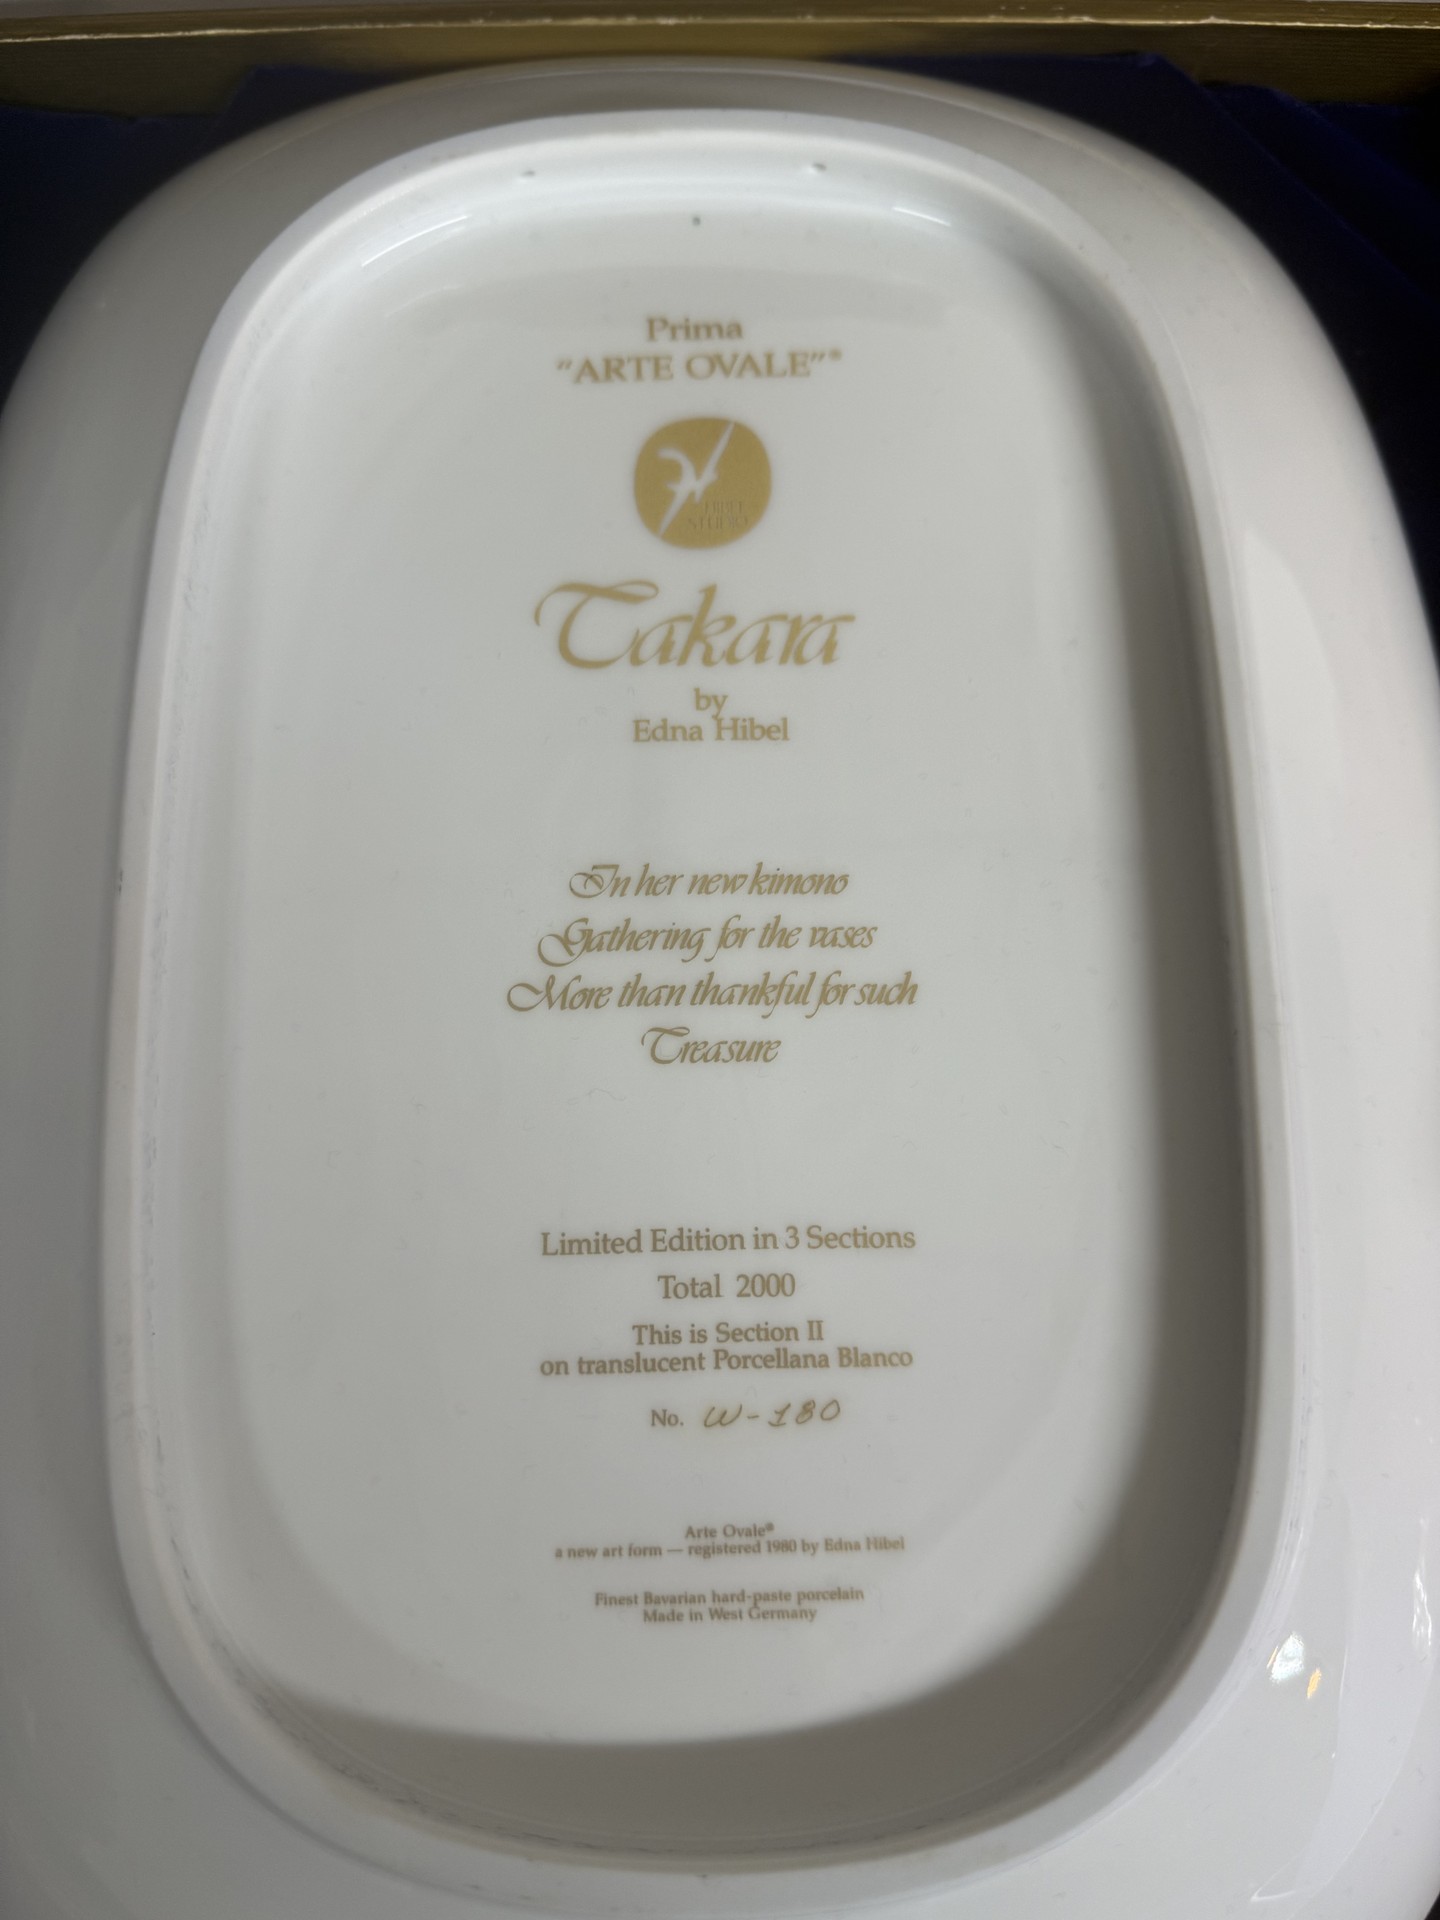 Prima
"ARTE OVALE"®
HIBEL
STUDIO
Takara
by
Edna Hibel
In her new kimono
Gathering for the vases
More than thankful for such
Treasure
Limited Edition in 3 Sections
Total 2000
This is Section II
on translucent Porcellana Blanco
No. W-180
Arte Ovale®
a new art form — registered 1980 by Edna Hibel
Finest Bavarian hard-paste porcelain
Made in West Germany